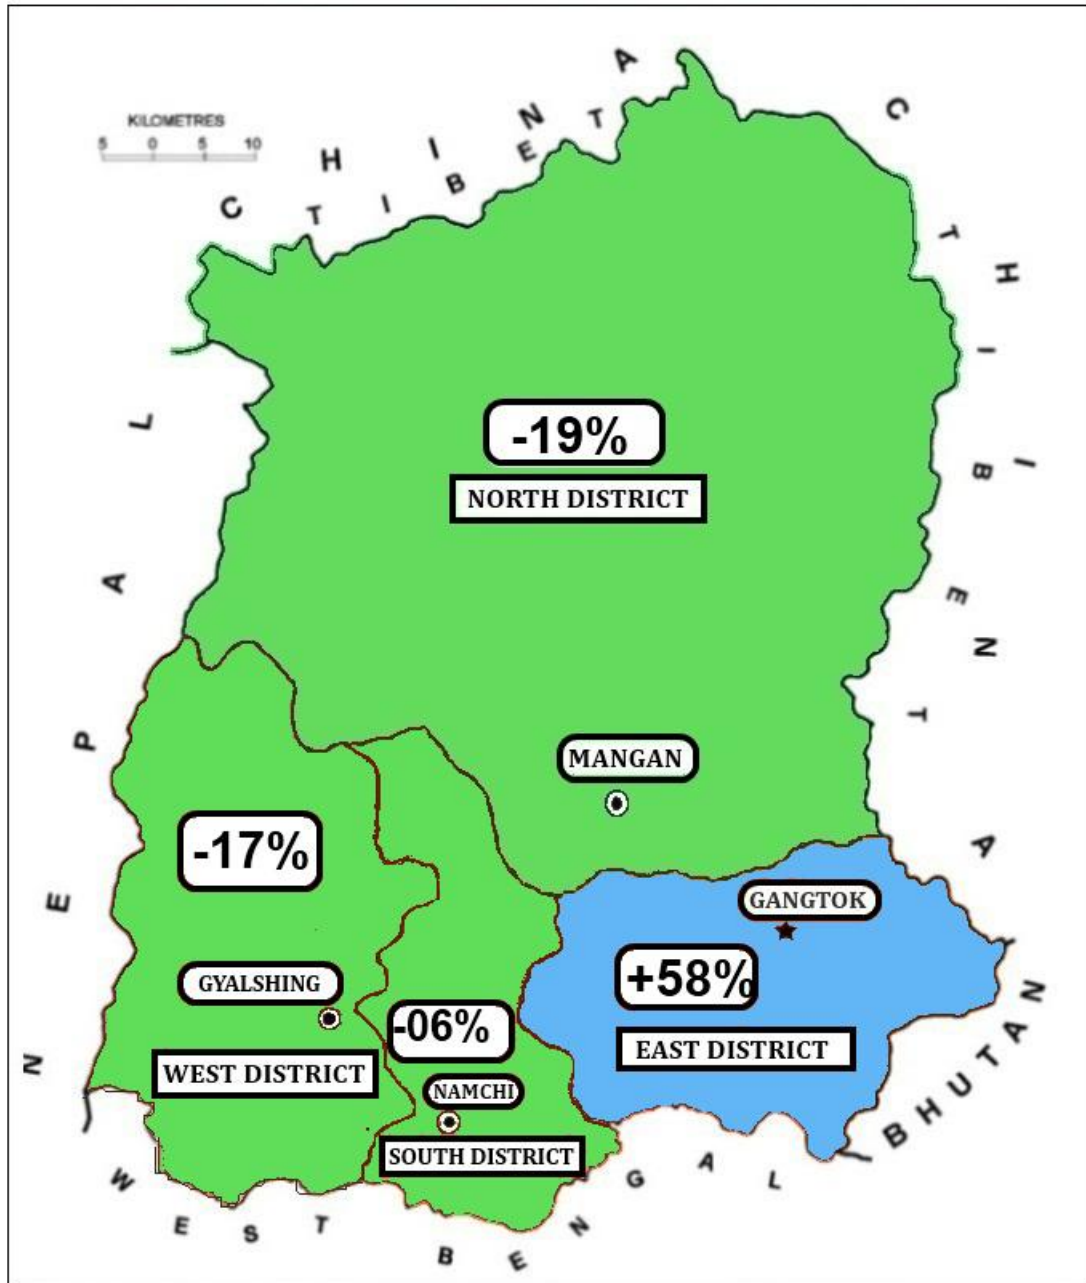 KILOMETRES
5 0 5 10
CHINA
TIBET
CHINA
TIBET
NEPAL
-19%
NORTH DISTRICT
MANGAN
-17%
GYALSHING
WEST DISTRICT
-06%
NAMCHI
SOUTH DISTRICT
GANGTOK
+58%
EAST DISTRICT
BHUTAN
WEST BENGAL